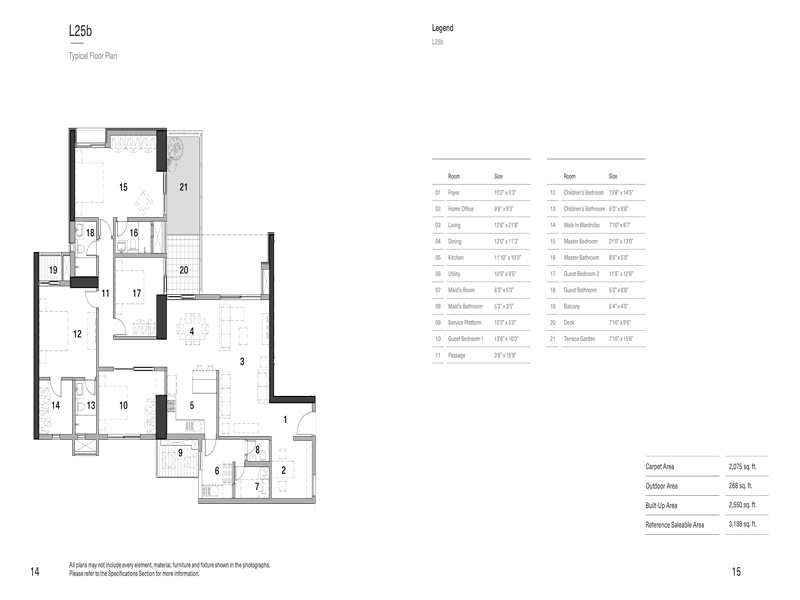 L25b
Typical Floor Plan
15
21
18
16
19
20
11
17
12
4
3
14
13
10
5
1
9
8
6
2
7
All plans may not include every element, material, furniture and fixture shown in the photographs.
Please refer to the Specifications Section for more information.
14
Legend
L25b
Room Size
01 Foyer 10'2" x 5'3"
02 Home Office 9'9" x 9'3"
03 Living 12'6" x 21'8"
04 Dining 12'0" x 11'3"
05 Kitchen 11'10" x 10'0"
06 Utility 10'3" x 9'5"
07 Maid's Room 8'3" x 5'0"
08 Maid's Bathroom 5'3" x 3'5"
09 Service Platform 10'2" x 5'0"
10 Guest Bedroom 1 13'8" x 10'0"
11 Passage 3'8" x 15'9"
Room Size
12 Children's Bedroom 13'8" x 14'5"
13 Children's Bathroom 5'0" x 8'6"
14 Walk-In Wardrobe 7'10" x 8'7"
15 Master Bedroom 21'0" x 13'0"
16 Master Bathroom 8'8" x 5'0"
17 Guest Bedroom 2 11'6" x 12'6"
18 Guest Bathroom 5'0" x 8'9"
19 Balcony 5'4" x 4'0"
20 Deck 7'10" x 9'6"
21 Terrace Garden 7'10" x 15'6"
Carpet Area 2,075 sq. ft.
Outdoor Area 268 sq. ft.
Built-Up Area 2,550 sq. ft.
Reference Saleable Area 3,188 sq. ft.
15